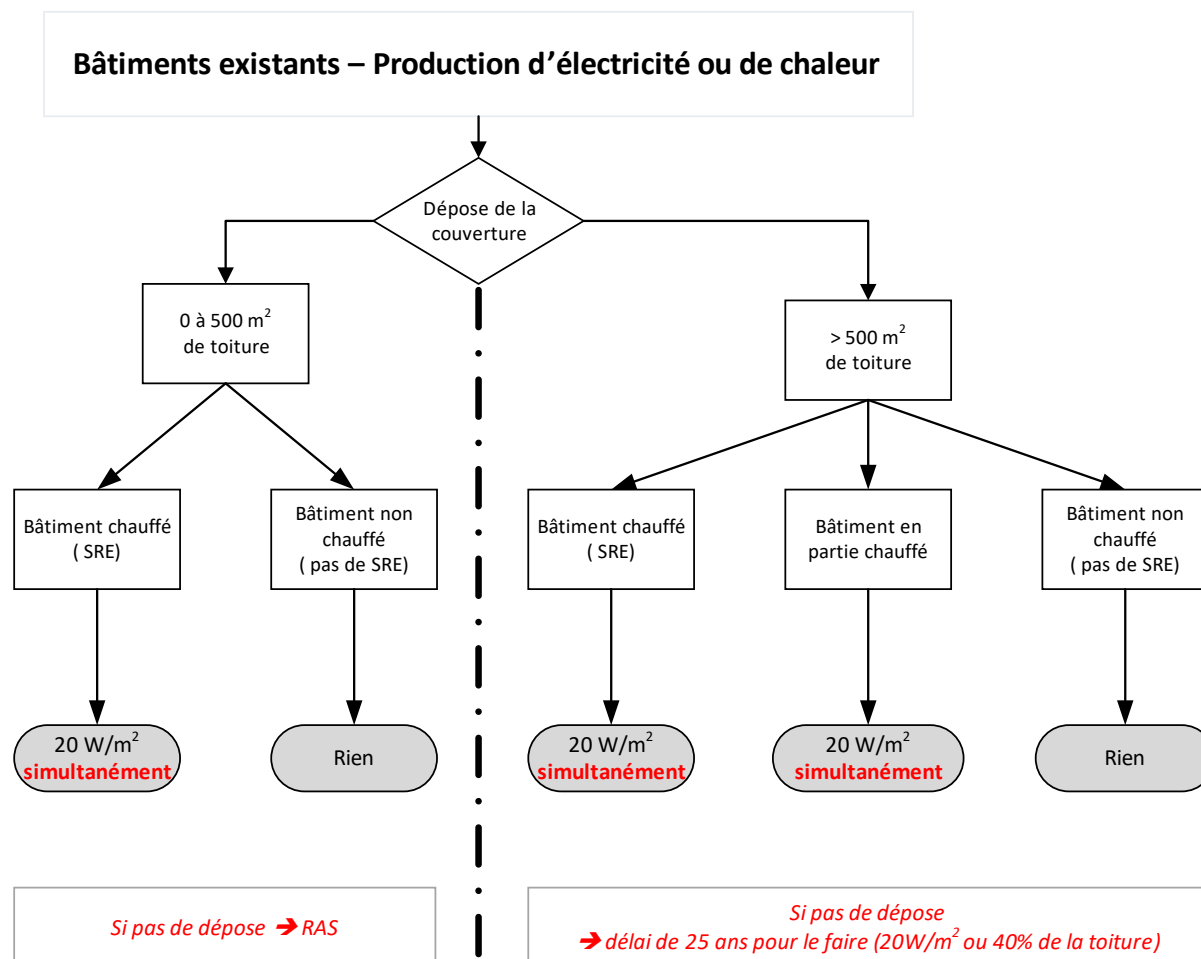 Bâtiments existants – Production d’électricité ou de chaleur
Dépose de la
couverture
0 à 500 m²
de toiture
> 500 m²
de toiture
Bâtiment chauffé
( SRE)
Bâtiment non
chauffé
( pas de SRE)
Bâtiment chauffé
( SRE)
Bâtiment en
partie chauffé
Bâtiment non
chauffé
( pas de SRE)
20 W/m²
simultanément
Rien
20 W/m²
simultanément
20 W/m²
simultanément
Rien
Si pas de dépose ➔ RAS
Si pas de dépose
➔ délai de 25 ans pour le faire (20W/m² ou 40% de la toiture)